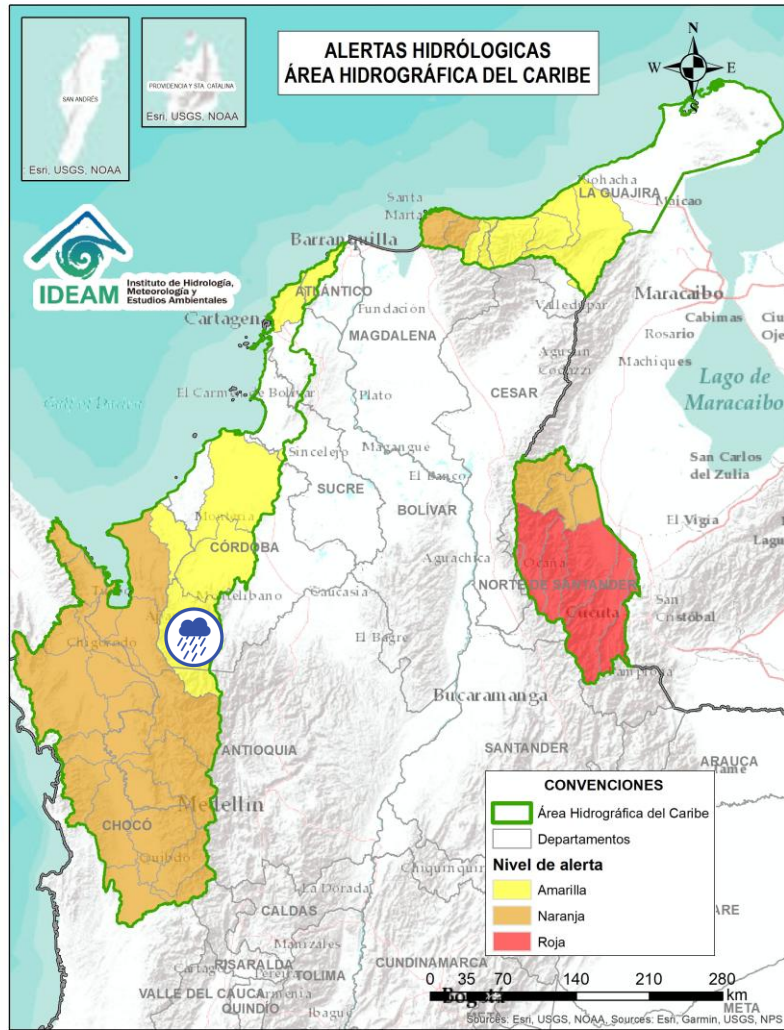 ALERTAS HIDRÓLOGICAS
ÁREA HIDROGRÁFICA DEL CARIBE
N
W
E
S
SAN ANDRÉS
Esri, USGS, NOAA
PROVIDENCIA Y STA. CATALINA
Esri, USGS, NOAA
IDEAM
Instituto de Hidrología,
Meteorología y
Estudios Ambientales
Santa
Marta
LA GUAJIRA
Maicao
Barranquilla
ATLÁNTICO
Cartagen
Fundación
MAGDALENA
Valledupar
Maracaibo
Cabimas
Rosario
Machiques
Agustín
Codazzi
Lago de
Maracaibo
CESAR
El Carmen de Bolívar
Plato
Sincelejo
Magangue
El Banco
SUCRE
BOLÍVAR
San Carlos
del Zulia
El Vigía
Montería
CÓRDOBA
Montelíbano
Caucasia
Aguachica
Ocaña
NORTE DE SANTANDER
Cúcuta
San
Cristóbal
El Bagre
Chigorodo
Bucaramanga
ANTIOQUIA
SANTANDER
ARAUCA
Medellín
CHOCÓ
Quibdó
La Dorada
CALDAS
Manizales
RISARALDA
TOLIMA
CUNDINAMARCA
VALLE DEL CAUCA
QUINDÍO
Ibagué
Bogotá
META
META
CONVENCIONES
Área Hidrográfica del Caribe
Departamentos
Nivel de alerta
Amarilla
Naranja
Roja
0 35 70 140 210 280
km
Sources: Esri, USGS, NOAA, Sources: Esri, Garmin, USGS, NPS